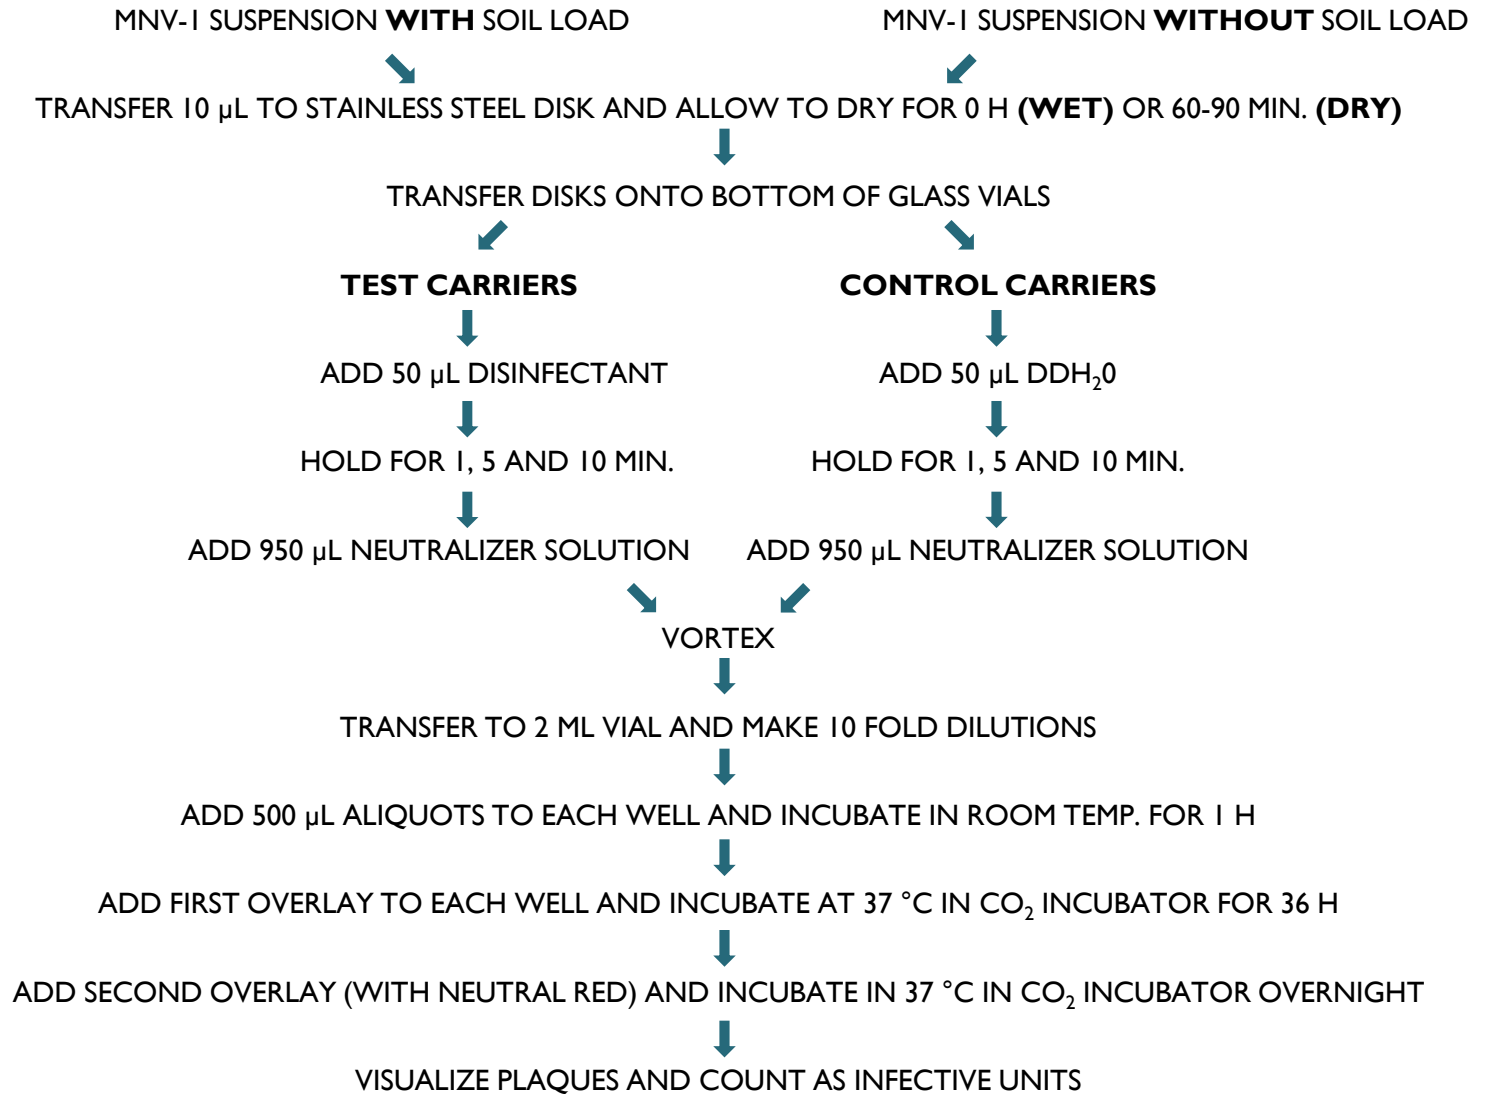 MNV-1 SUSPENSION WITH SOIL LOAD
MNV-1 SUSPENSION WITHOUT SOIL LOAD
TRANSFER 10 µL TO STAINLESS STEEL DISK AND ALLOW TO DRY FOR 0 H (WET) OR 60-90 MIN. (DRY)
TRANSFER DISKS ONTO BOTTOM OF GLASS VIALS
TEST CARRIERS
CONTROL CARRIERS
ADD 50 µL DISINFECTANT
ADD 50 µL DDH₂0
HOLD FOR 1, 5 AND 10 MIN.
HOLD FOR 1, 5 AND 10 MIN.
ADD 950 µL NEUTRALIZER SOLUTION
ADD 950 µL NEUTRALIZER SOLUTION
VORTEX
TRANSFER TO 2 ML VIAL AND MAKE 10 FOLD DILUTIONS
ADD 500 µL ALIQUOTS TO EACH WELL AND INCUBATE IN ROOM TEMP. FOR 1 H
ADD FIRST OVERLAY TO EACH WELL AND INCUBATE AT 37 °C IN CO₂ INCUBATOR FOR 36 H
ADD SECOND OVERLAY (WITH NEUTRAL RED) AND INCUBATE IN 37 °C IN CO₂ INCUBATOR OVERNIGHT
VISUALIZE PLAQUES AND COUNT AS INFECTIVE UNITS